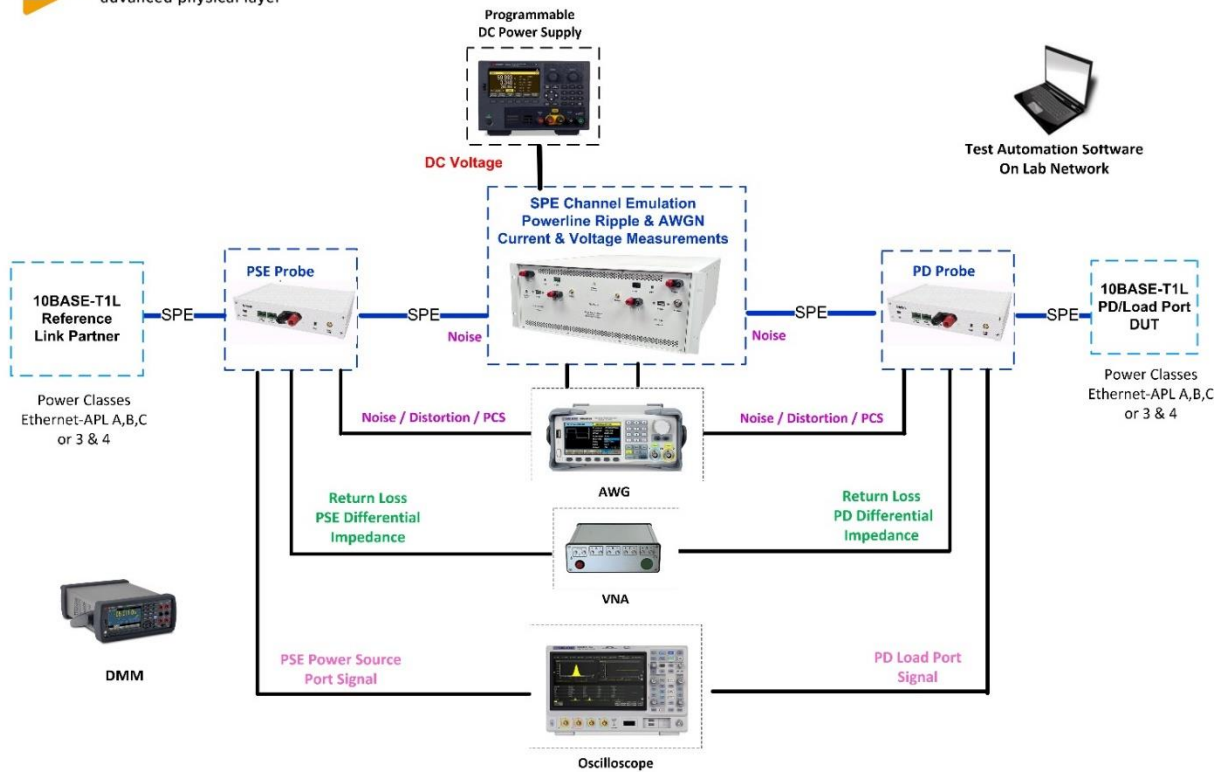 advanced physical layer
Programmable
DC Power Supply
DC Voltage
Test Automation Software
On Lab Network
SPE Channel Emulation
Powerline Ripple & AWGN
Current & Voltage Measurements
PSE Probe
PD Probe
10BASE-T1L
Reference
Link Partner
SPE
SPE
SPE
SPE
10BASE-T1L
PD/Load Port
DUT
Noise
Noise
Power Classes
Ethernet-APL A,B,C
or 3 & 4
Power Classes
Ethernet-APL A,B,C
or 3 & 4
Noise / Distortion / PCS
Noise / Distortion / PCS
AWG
Return Loss
PSE Differential
Impedance
Return Loss
PD Differential
Impedance
VNA
DMM
PSE Power Source
Port Signal
PD Load Port
Signal
Oscilloscope